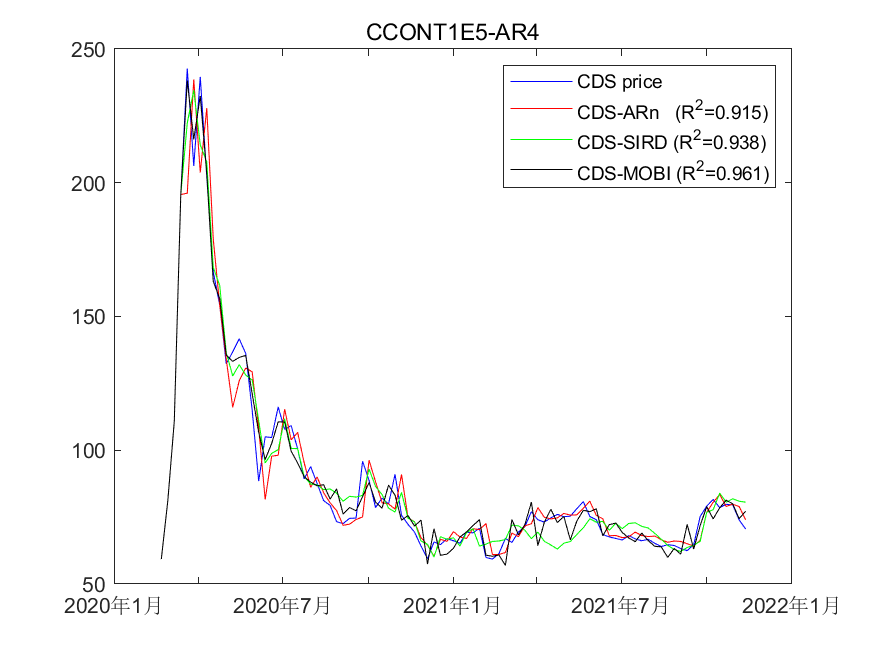 CCONT1E5-AR4
250
200
150
100
50
CDS price
CDS-ARn (R²=0.915)
CDS-SIRD (R²=0.938)
CDS-MOBI (R²=0.961)
2020年1月
2020年7月
2021年1月
2021年7月
2022年1月